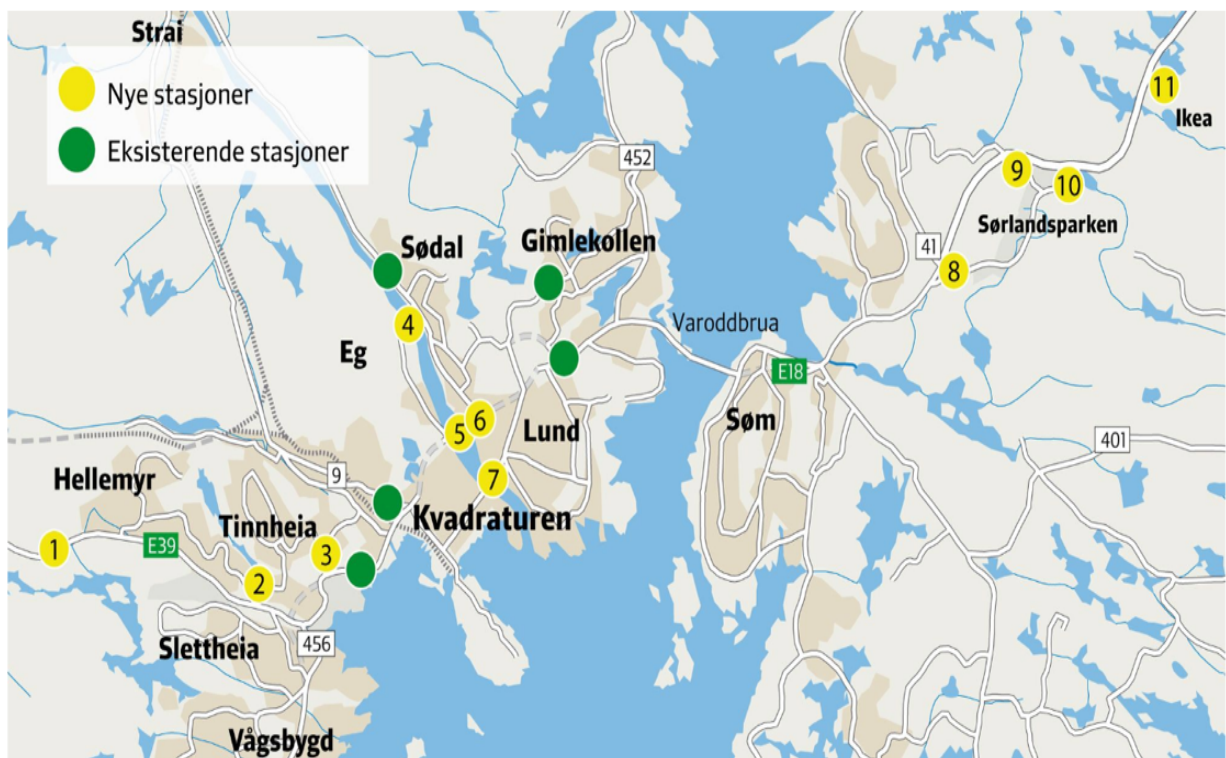 Strai
Nye stasjoner
Eksisterende stasjoner
11
Ikea
452
9
10
Sødal
Gimlekollen
Sørlandsparken
41
8
4
Varoddbrua
Eg
E18
6
5
Lund
Søm
401
Hellemyr
9
7
Kvadraturen
Tinnheia
1
E39
3
2
456
Slettheia
Vågsbygd